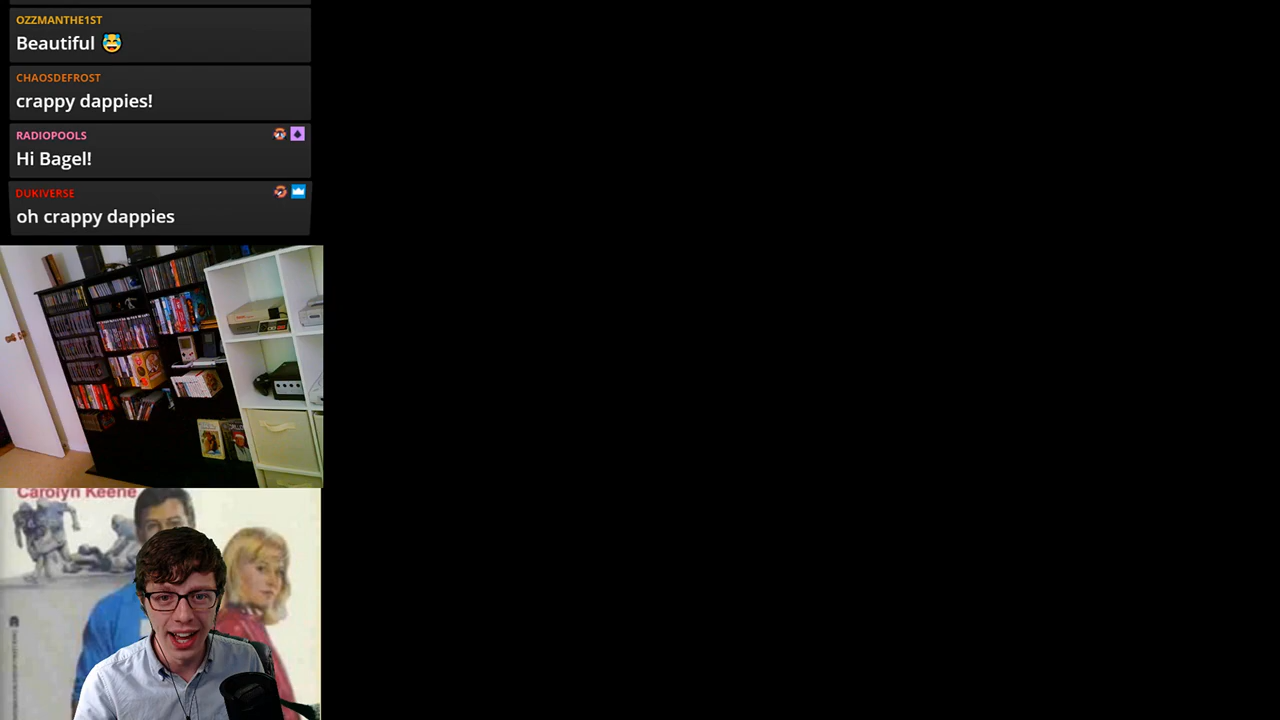 OZZMANTHE1ST
Beautiful 😂
CHAOSDEFROST
crappy dappies!
RADIOPOOLS
Hi Bagel!
DUKIVERSE
oh crappy dappies
Carolyn Keene